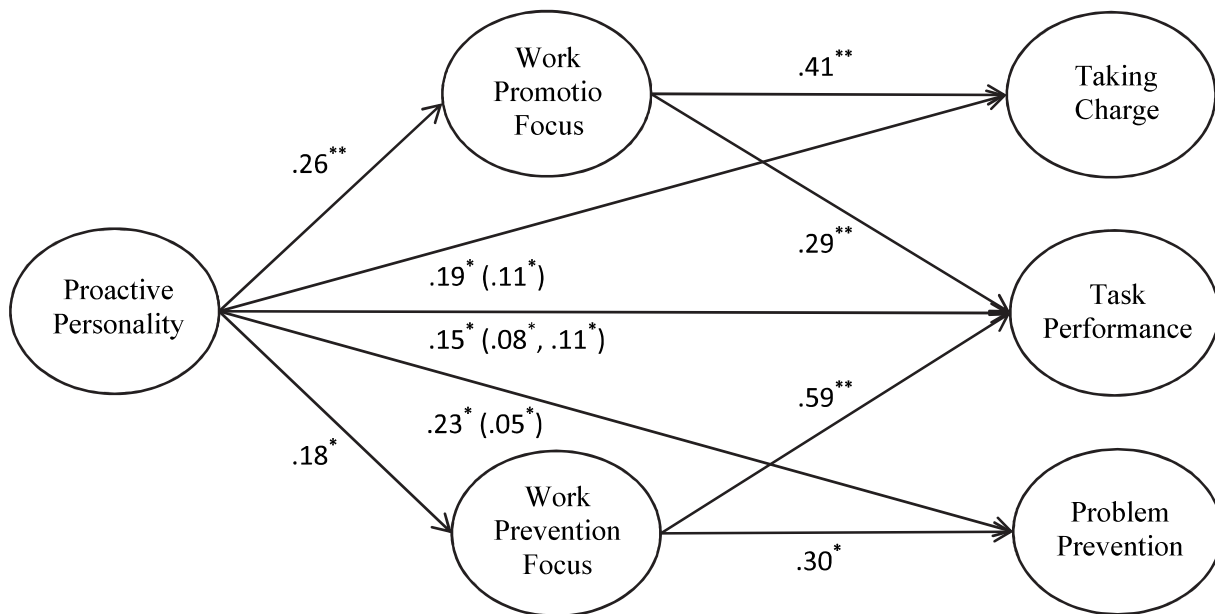 Work
Promotio
Focus
.41**
Taking
Charge
.26**
.29**
Proactive
Personality
.19* (.11*)
Task
Performance
.15* (.08*, .11*)
.59**
.23* (.05*)
.18*
Work
Prevention
Focus
Problem
Prevention
.30*